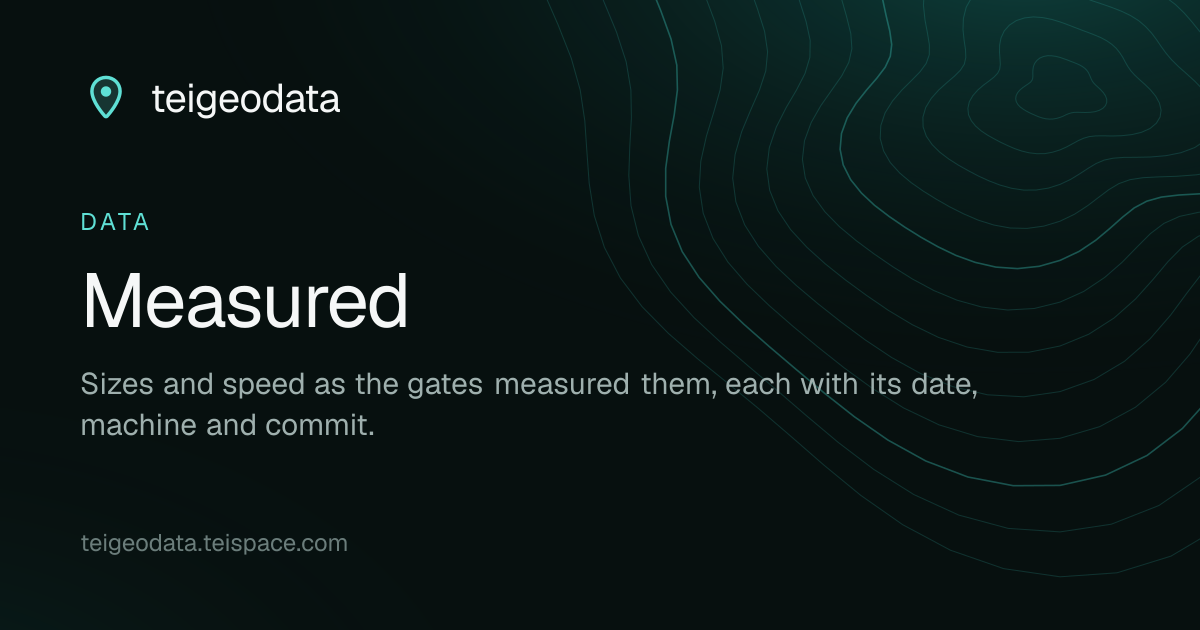 teigeodata
DATA
Measured
Sizes and speed as the gates measured them, each with its date,
machine and commit.
teigeodata.teispace.com